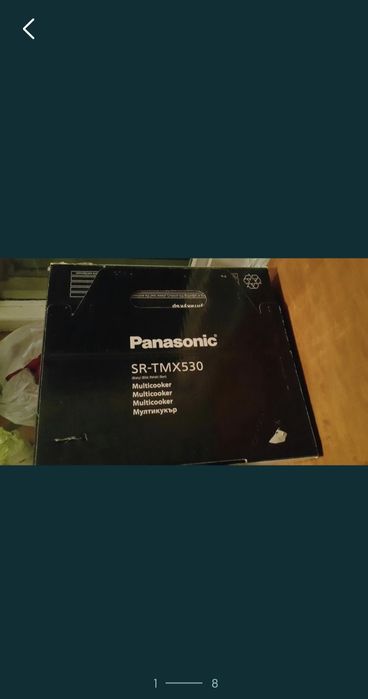 Panasonic
SR-TMX530
Multicooker
Multicooker
Multicooker
Мултикукър
1
8